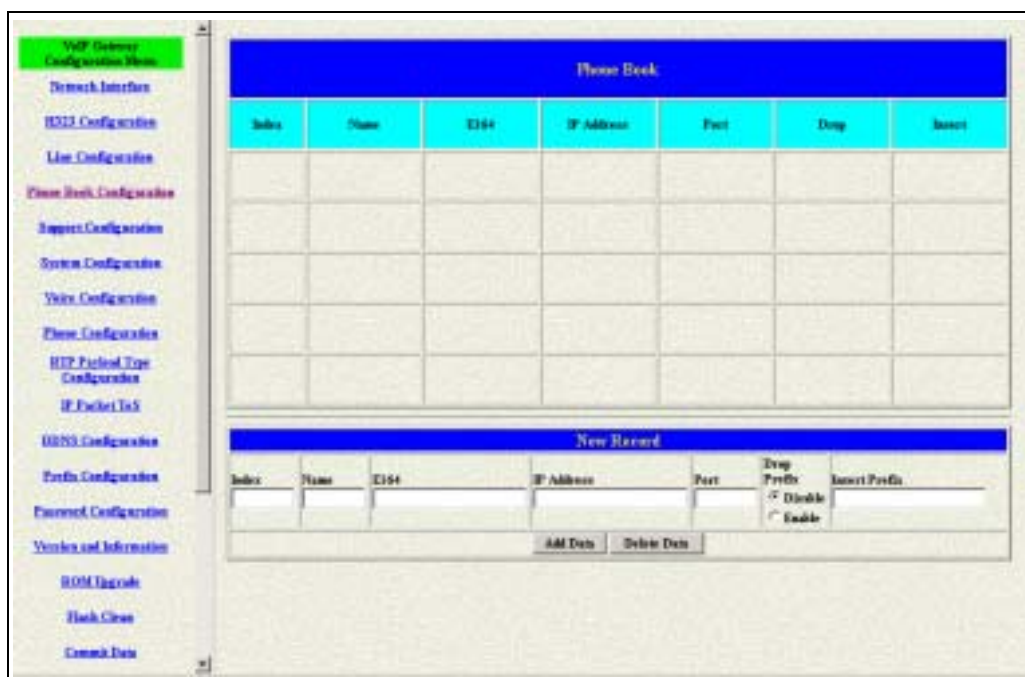 VoIP Gateway
Configuration Menu
Network Interface
H323 Configuration
Line Configuration
Phone Book Configuration
Support Configuration
System Configuration
Voice Configuration
Phone Configuration
RTP Payload Type
Configuration
IP Packet ToS
DDNS Configuration
Prefix Configuration
Password Configuration
Version and Information
ROM Upgrade
Flash Clean
Commit Data
Phone Book
Index Name E164 IP Address Port Drop Insert
New Record
Index Name E164 IP Address Port Drop Prefix Insert Prefix
Disable
Enable
Add Data Delete Data